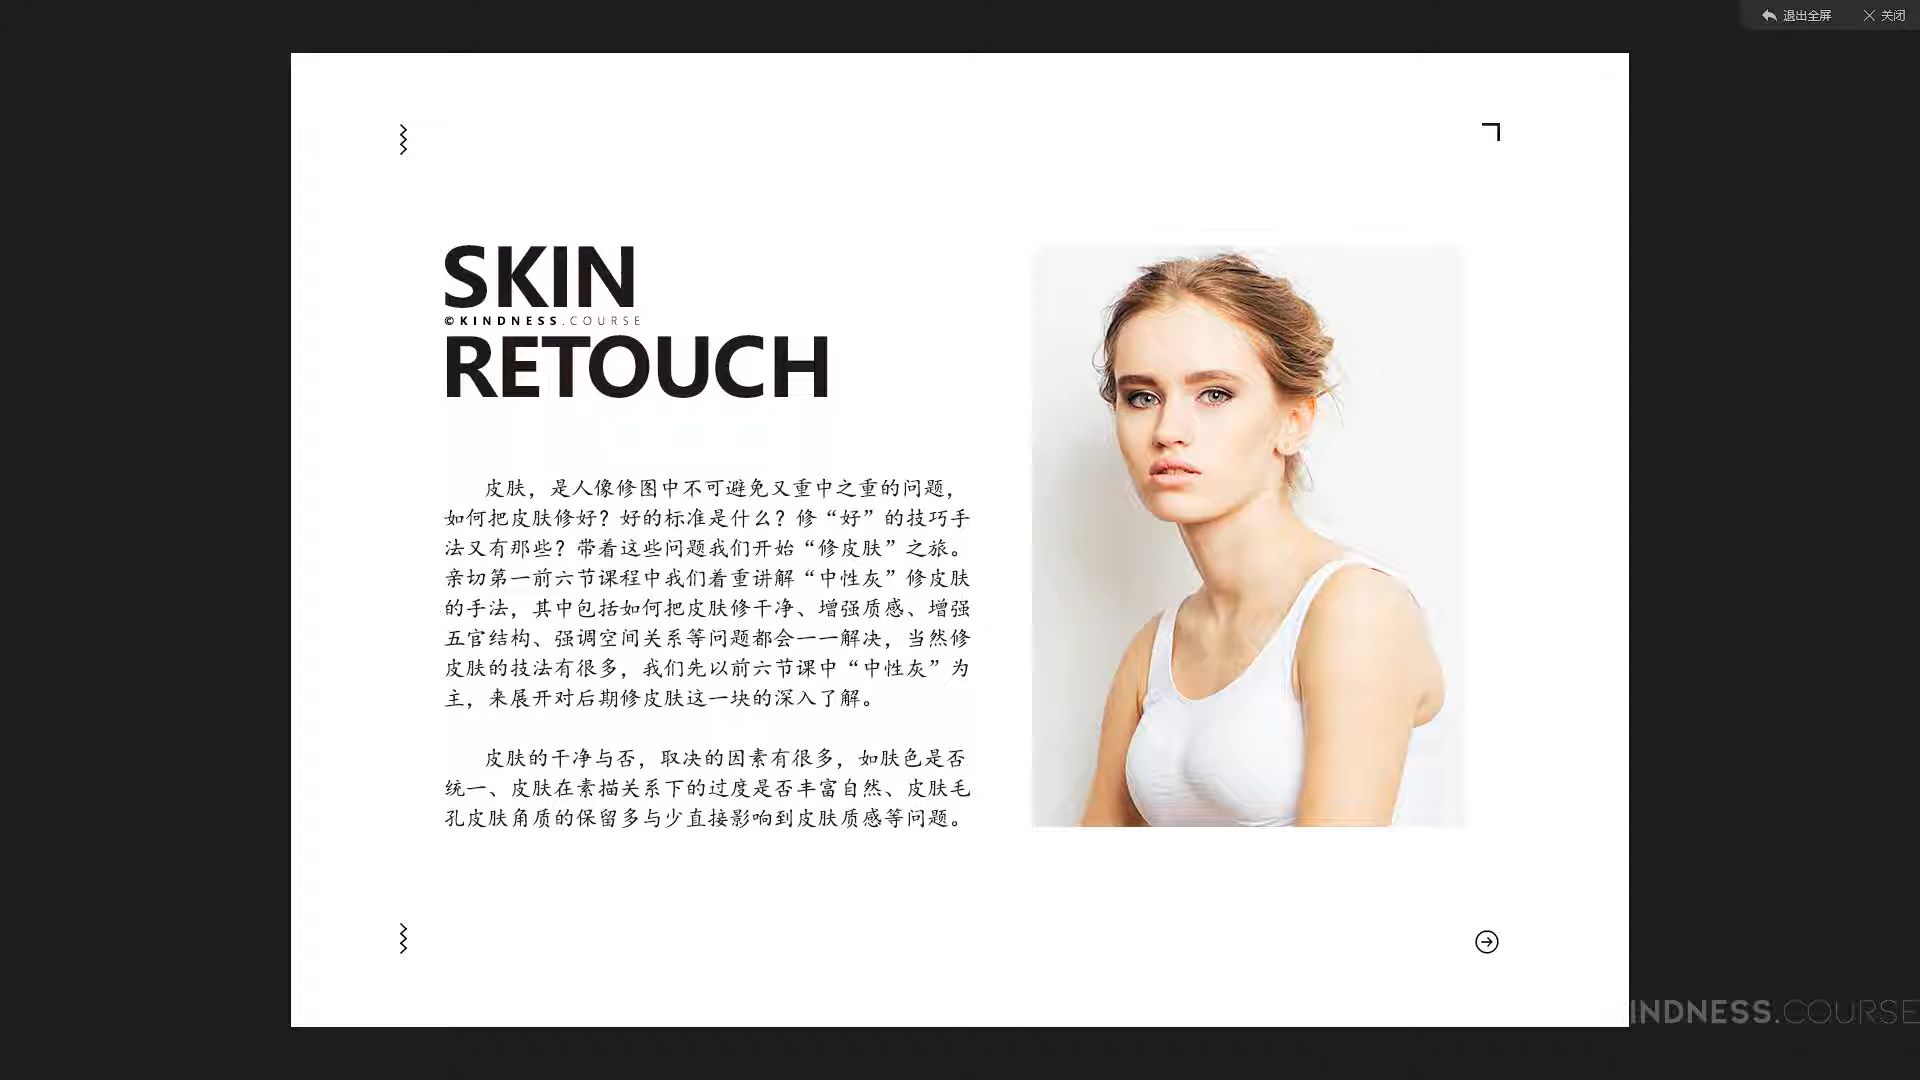 退出全屏 关闭
SKIN
©KINDNESS.COURSE
RETOUCH
皮肤，是人像修图中不可避免又重中之重的问题，
如何把皮肤修好？好的标准是什么？修“好”的技巧手
法又有那些？带着这些问题我们开始“修皮肤”之旅。
亲切第一前六节课程中我们着重讲解“中性灰”修皮肤
的手法，其中包括如何把皮肤修干净、增强质感、增强
五官结构、强调空间关系等问题都会一一解决，当然修
皮肤的技法有很多，我们先以前六节课中“中性灰”为
主，来展开对后期修皮肤这一块的深入了解。
皮肤的干净与否，取决的因素有很多，如肤色是否
统一、皮肤在素描关系下的过度是否丰富自然、皮肤毛
孔皮肤角质的保留多与少直接影响到皮肤质感等问题。
INDNESS.COURSE